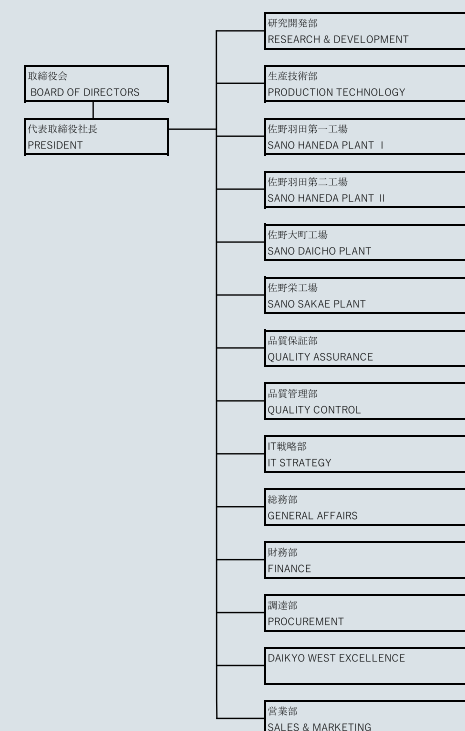 取締役会
BOARD OF DIRECTORS
代表取締役社長
PRESIDENT
研究開発部
RESEARCH & DEVELOPMENT
生産技術部
PRODUCTION TECHNOLOGY
佐野羽田第一工場
SANO HANEDA PLANT Ⅰ
佐野羽田第二工場
SANO HANEDA PLANT Ⅱ
佐野大町工場
SANO DAICHO PLANT
佐野栄工場
SANO SAKAE PLANT
品質保証部
QUALITY ASSURANCE
品質管理部
QUALITY CONTROL
IT戦略部
IT STRATEGY
総務部
GENERAL AFFAIRS
財務部
FINANCE
調達部
PROCUREMENT
DAIKYO WEST EXCELLENCE
営業部
SALES & MARKETING